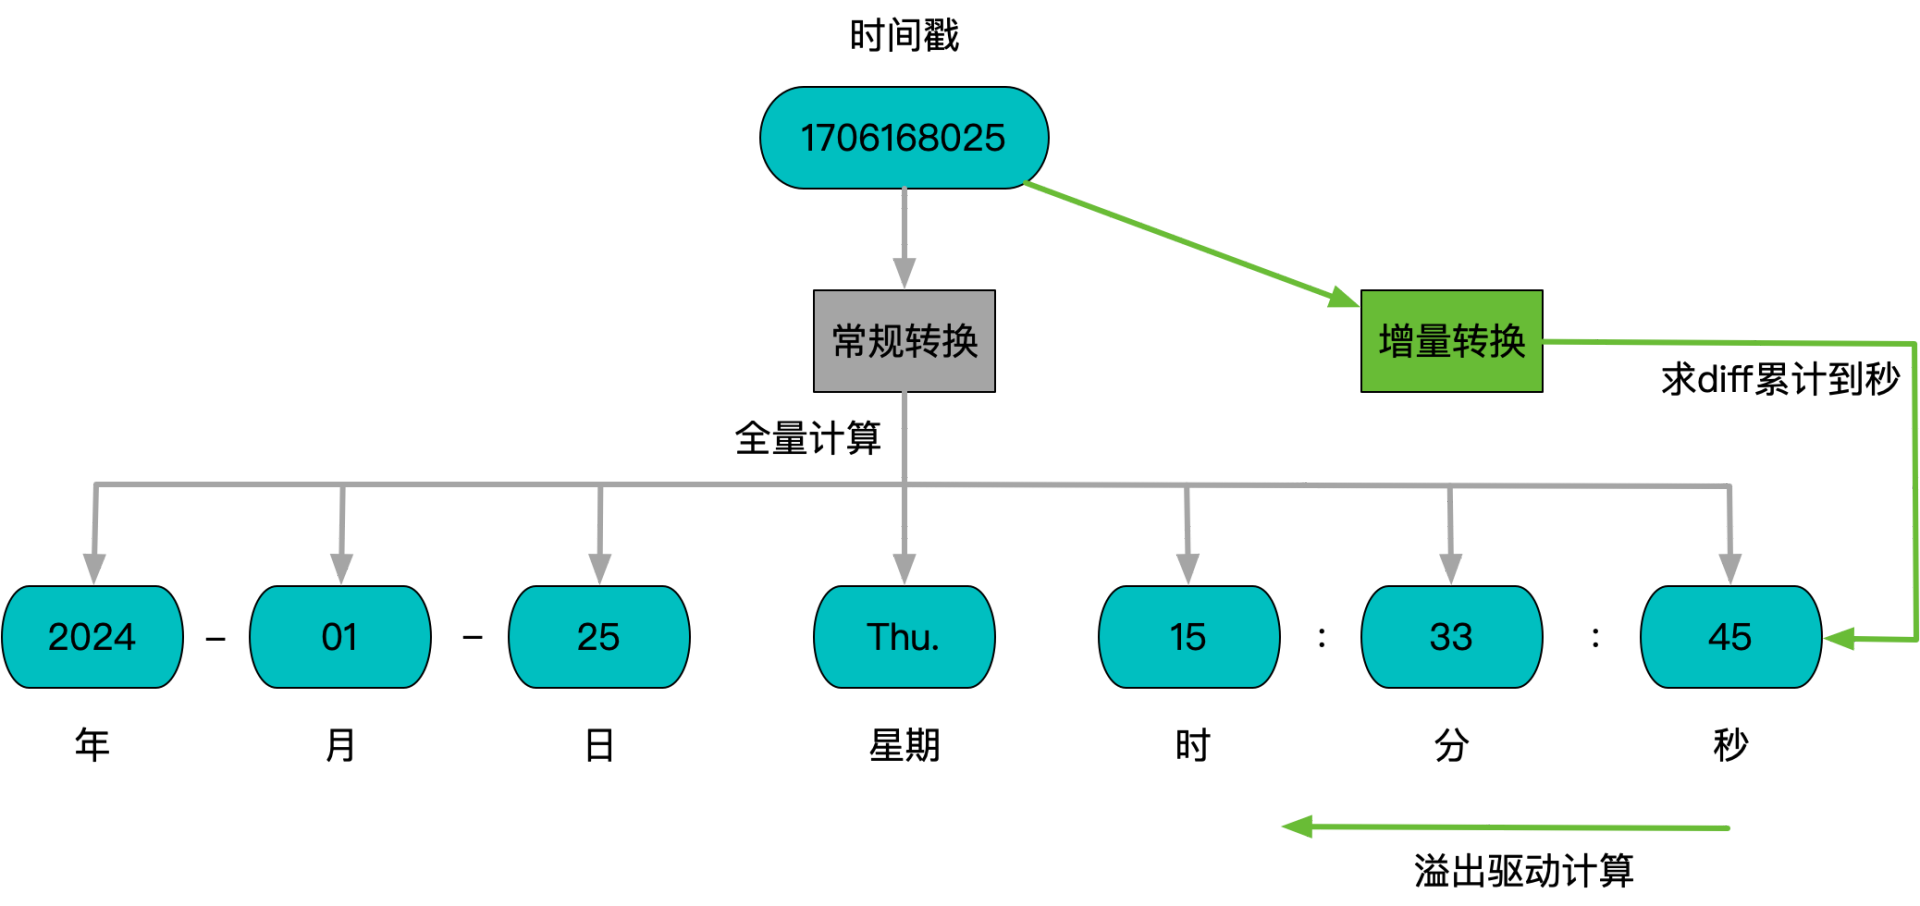 时间戳
1706168025
常规转换
增量转换
求diff累计到秒
全量计算
2024 - 01 - 25 Thu. 15 : 33 : 45
年 月 日 星期 时 分 秒
溢出驱动计算